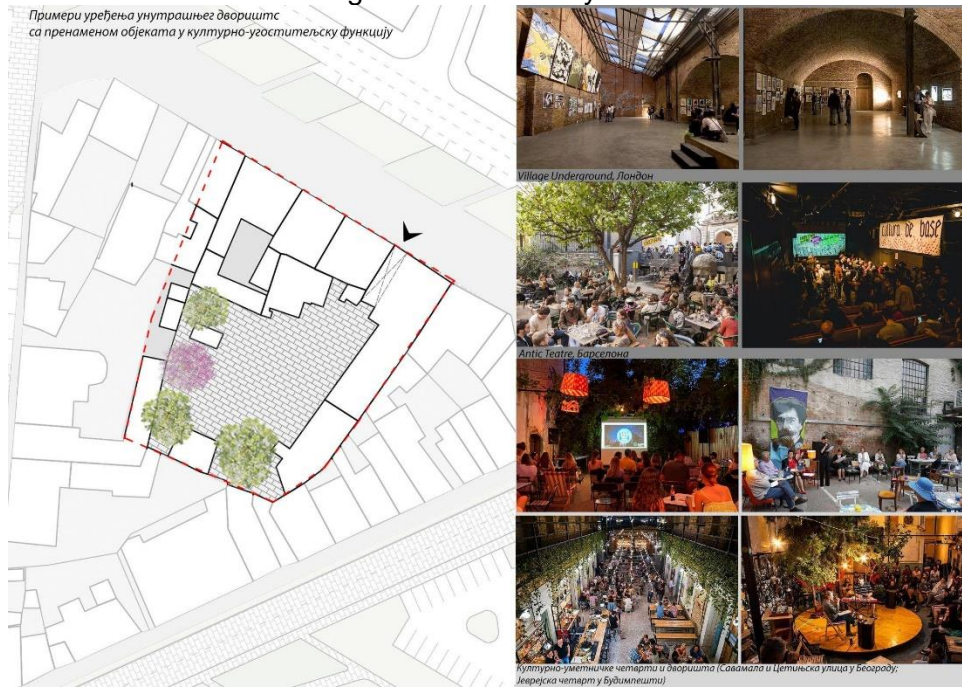 Примери уређења унутрашњег дворишта
са пренаменом објеката у културно-угоститељску функцију
Village Underground, Лондон
cultura De base
Antic Teatre, Барселона
Културно-уметничке четврти и дворишта (Савамала и Цетињска улица у Београду;
Јеврејска четврт у Будимпешти)